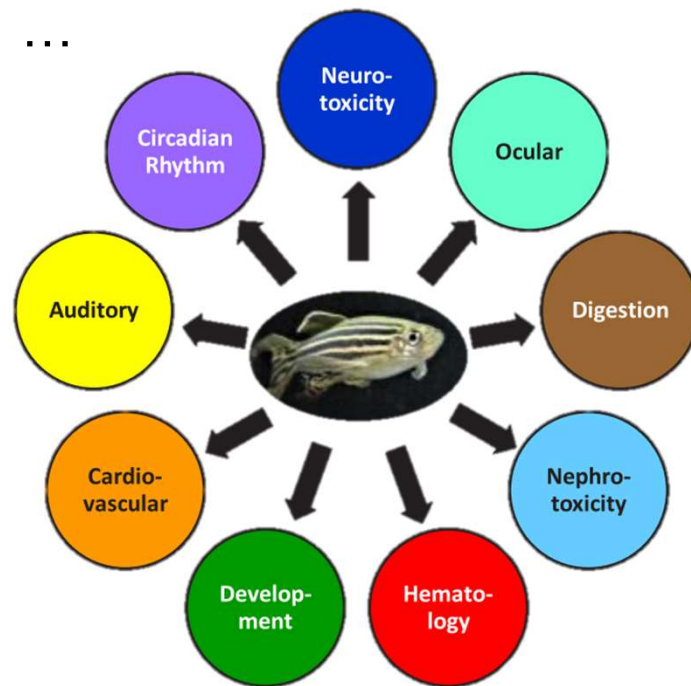 ...
Neuro-
toxicity
Circadian
Rhythm
Ocular
Auditory
Digestion
Cardio-
vascular
Nephro-
toxicity
Develop-
ment
Hemato-
logy